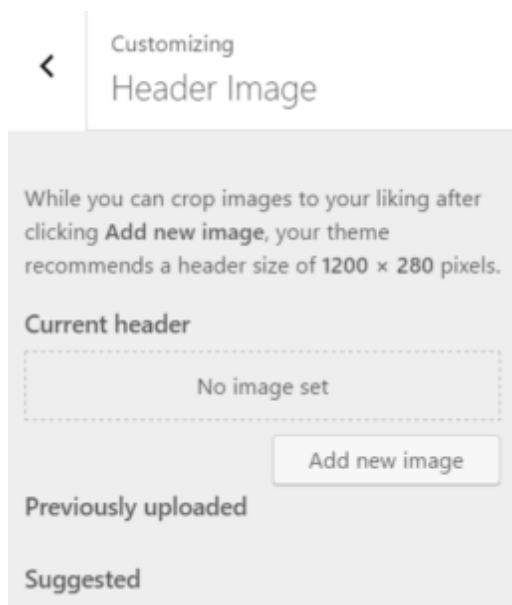 Customizing
Header Image
While you can crop images to your liking after
clicking Add new image, your theme
recommends a header size of 1200 × 280 pixels.
Current header
No image set
Add new image
Previously uploaded
Suggested